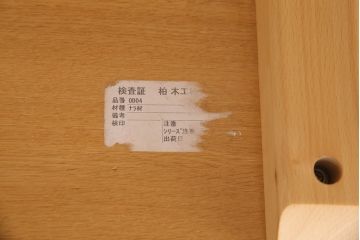 検査証 柏木工
品番 0D04
材種 ナラ材
備考
検印 注番
シリーズ
出荷日